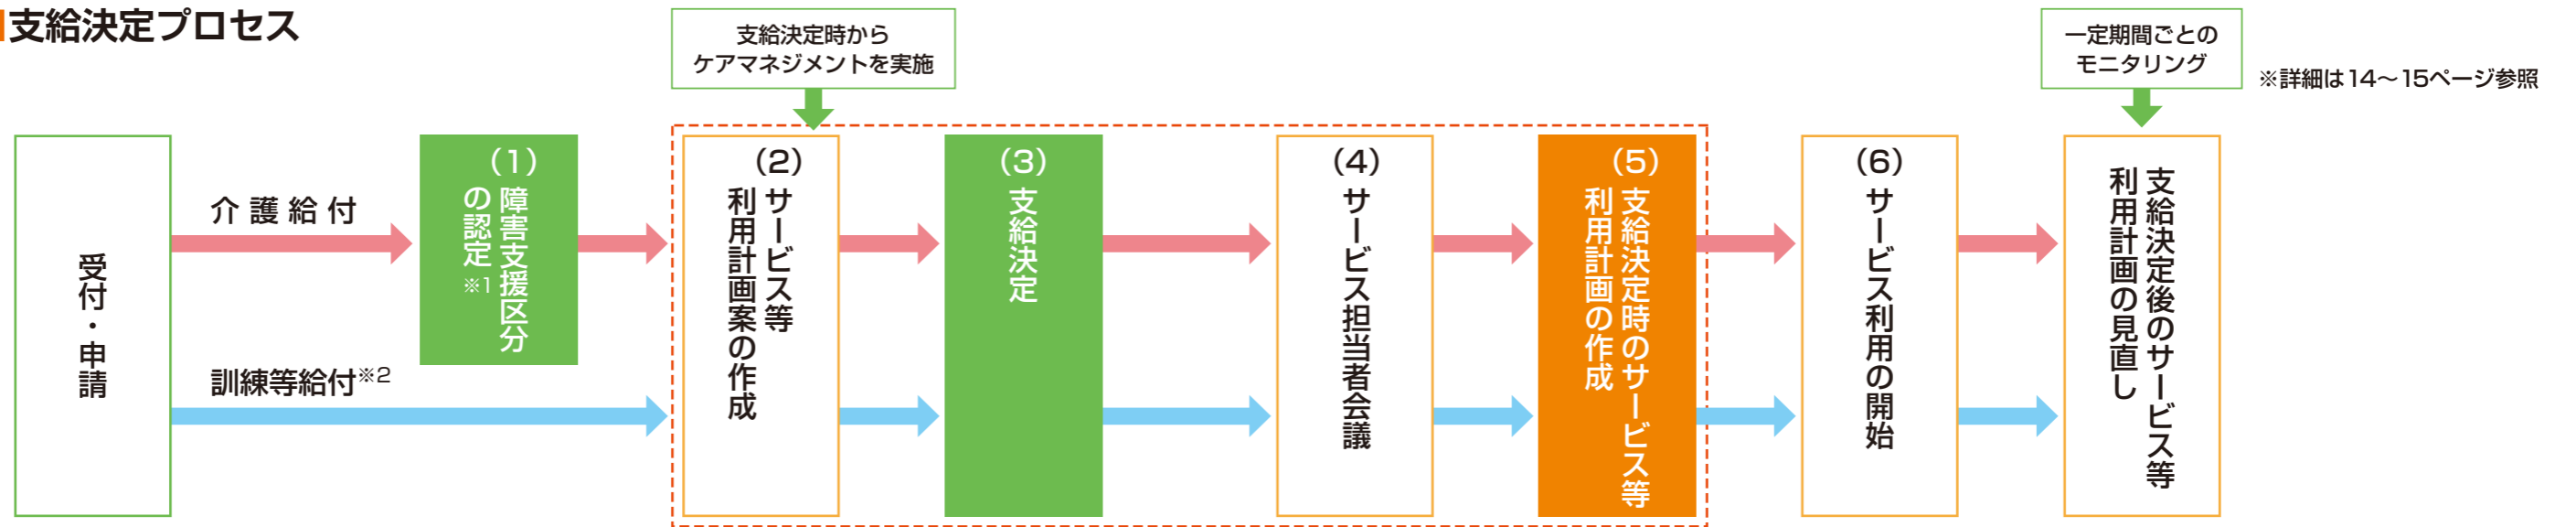 支給決定プロセス
支給決定時から
ケアマネジメントを実施
一定期間ごとの
モニタリング
※詳細は14～15ページ参照
受付・申請
介護給付
訓練等給付※2
(1)
障害支援区分
の認定※1
(2)
サービス等
利用計画案の作成
(3)
支給決定
(4)
サービス担当者会議
(5)
支給決定時のサービス等
利用計画の作成
(6)
サービス利用の開始
支給決定後のサービス等
利用計画の見直し